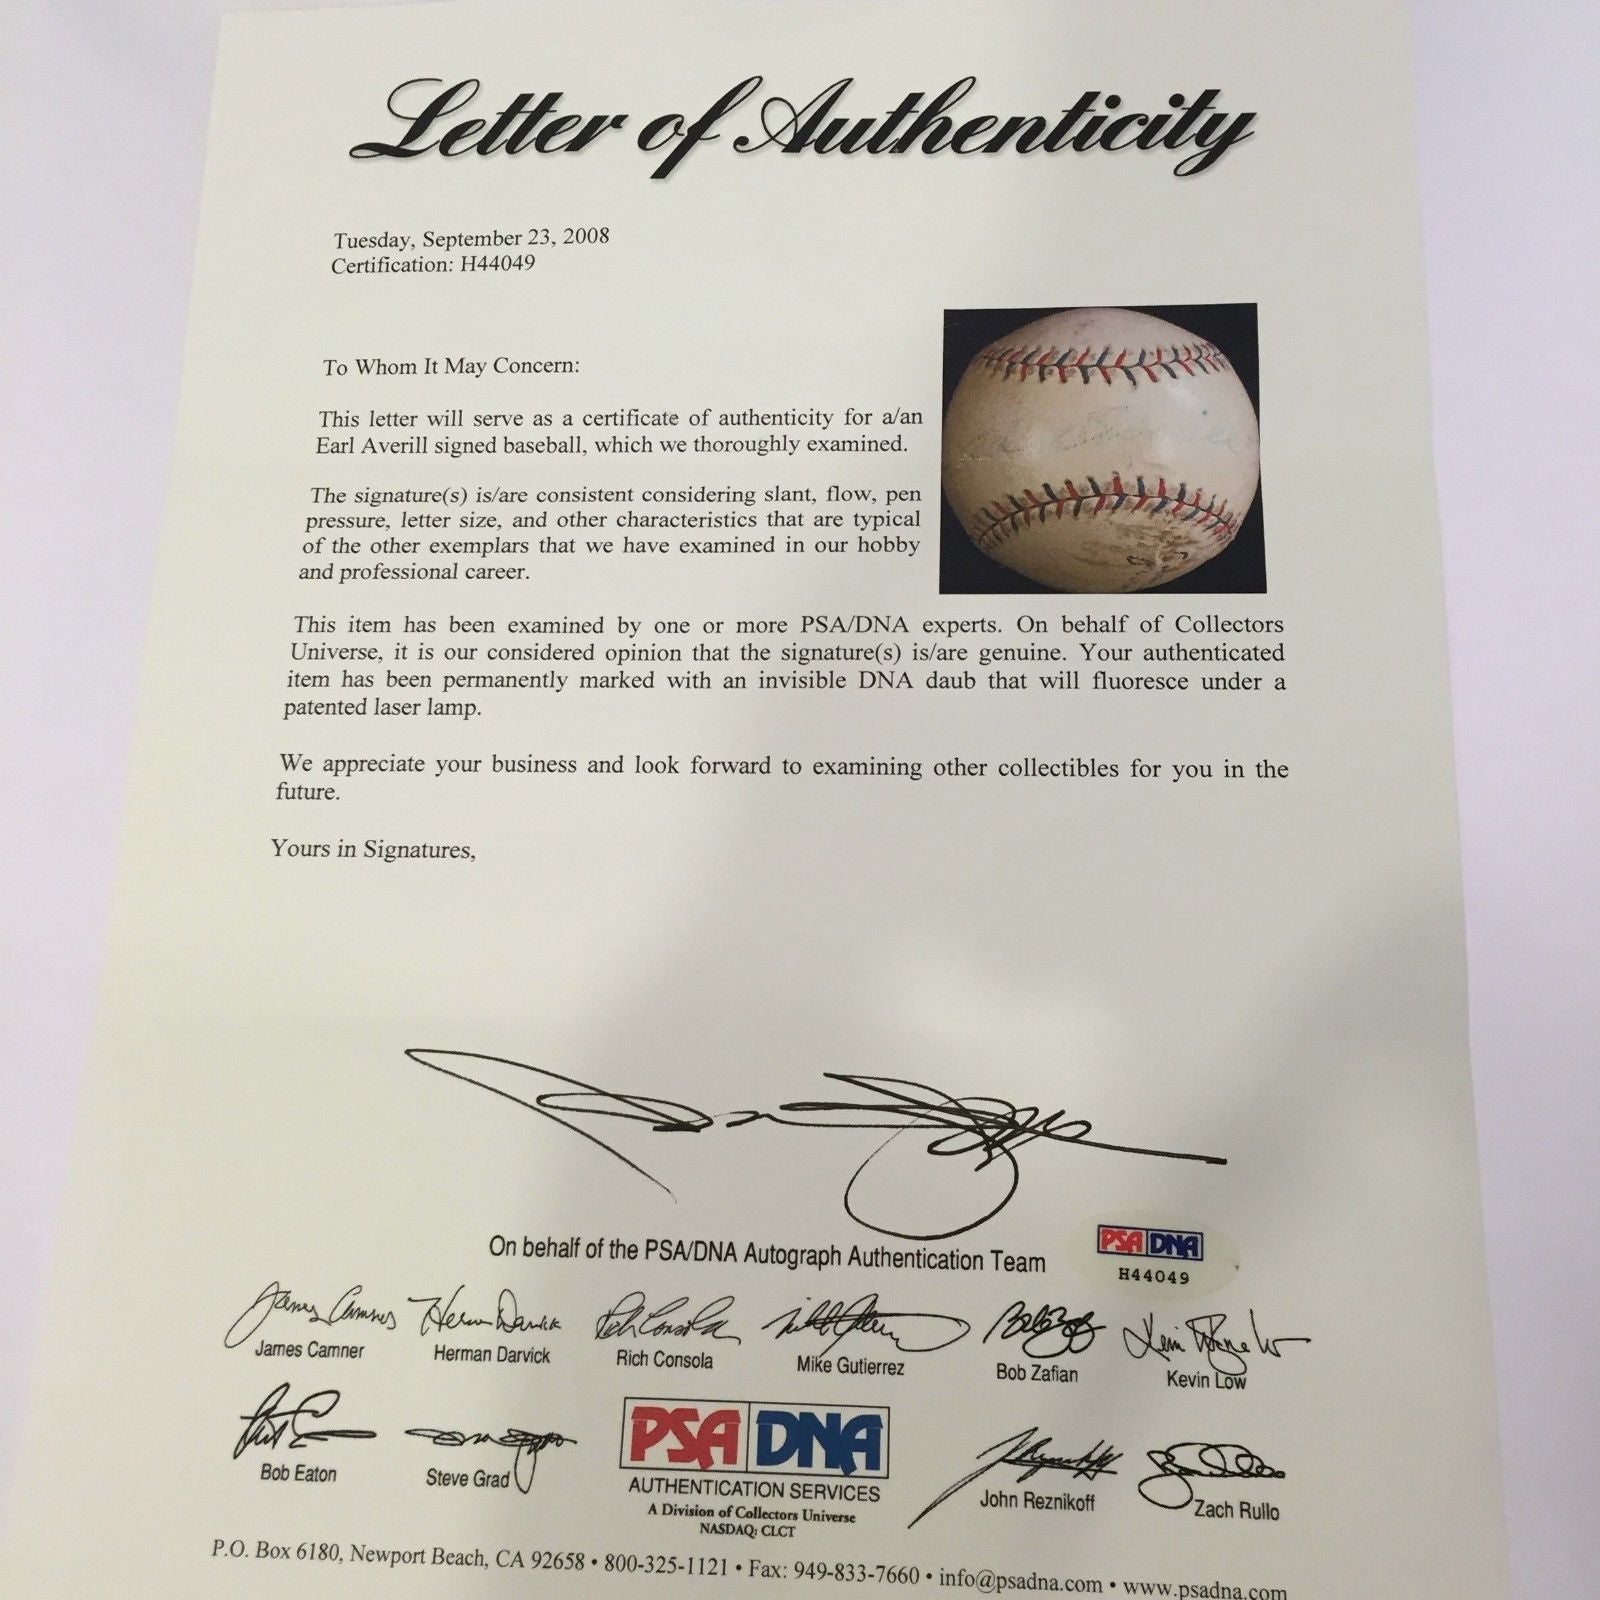 Letter of Authenticity
Tuesday, September 23, 2008
Certification: H44049
To Whom It May Concern:
This letter will serve as a certificate of authenticity for a/an
Earl Averill signed baseball, which we thoroughly examined.
The signature(s) is/are consistent considering slant, flow, pen
pressure, letter size, and other characteristics that are typical
of the other exemplars that we have examined in our hobby
and professional career.
This item has been examined by one or more PSA/DNA experts. On behalf of Collectors
Universe, it is our considered opinion that the signature(s) is/are genuine. Your authenticated
item has been permanently marked with an invisible DNA daub that will fluoresce under a
patented laser lamp.
We appreciate your business and look forward to examining other collectibles for you in the
future.
Yours in Signatures,
On behalf of the PSA/DNA Autograph Authentication Team
PSA DNA
H44049
James Camner Herman Darvick Rich Consola Mike Gutierrez Bob Zafian Kevin Low
Bob Eaton Steve Grad John Reznikoff Zach Rullo
PSA DNA
AUTHENTICATION SERVICES
A Division of Collectors Universe
NASDAQ: CLCT
P.O. Box 6180, Newport Beach, CA 92658 • 800-325-1121 • Fax: 949-833-7660 • info@psadna.com • www.psadna.com